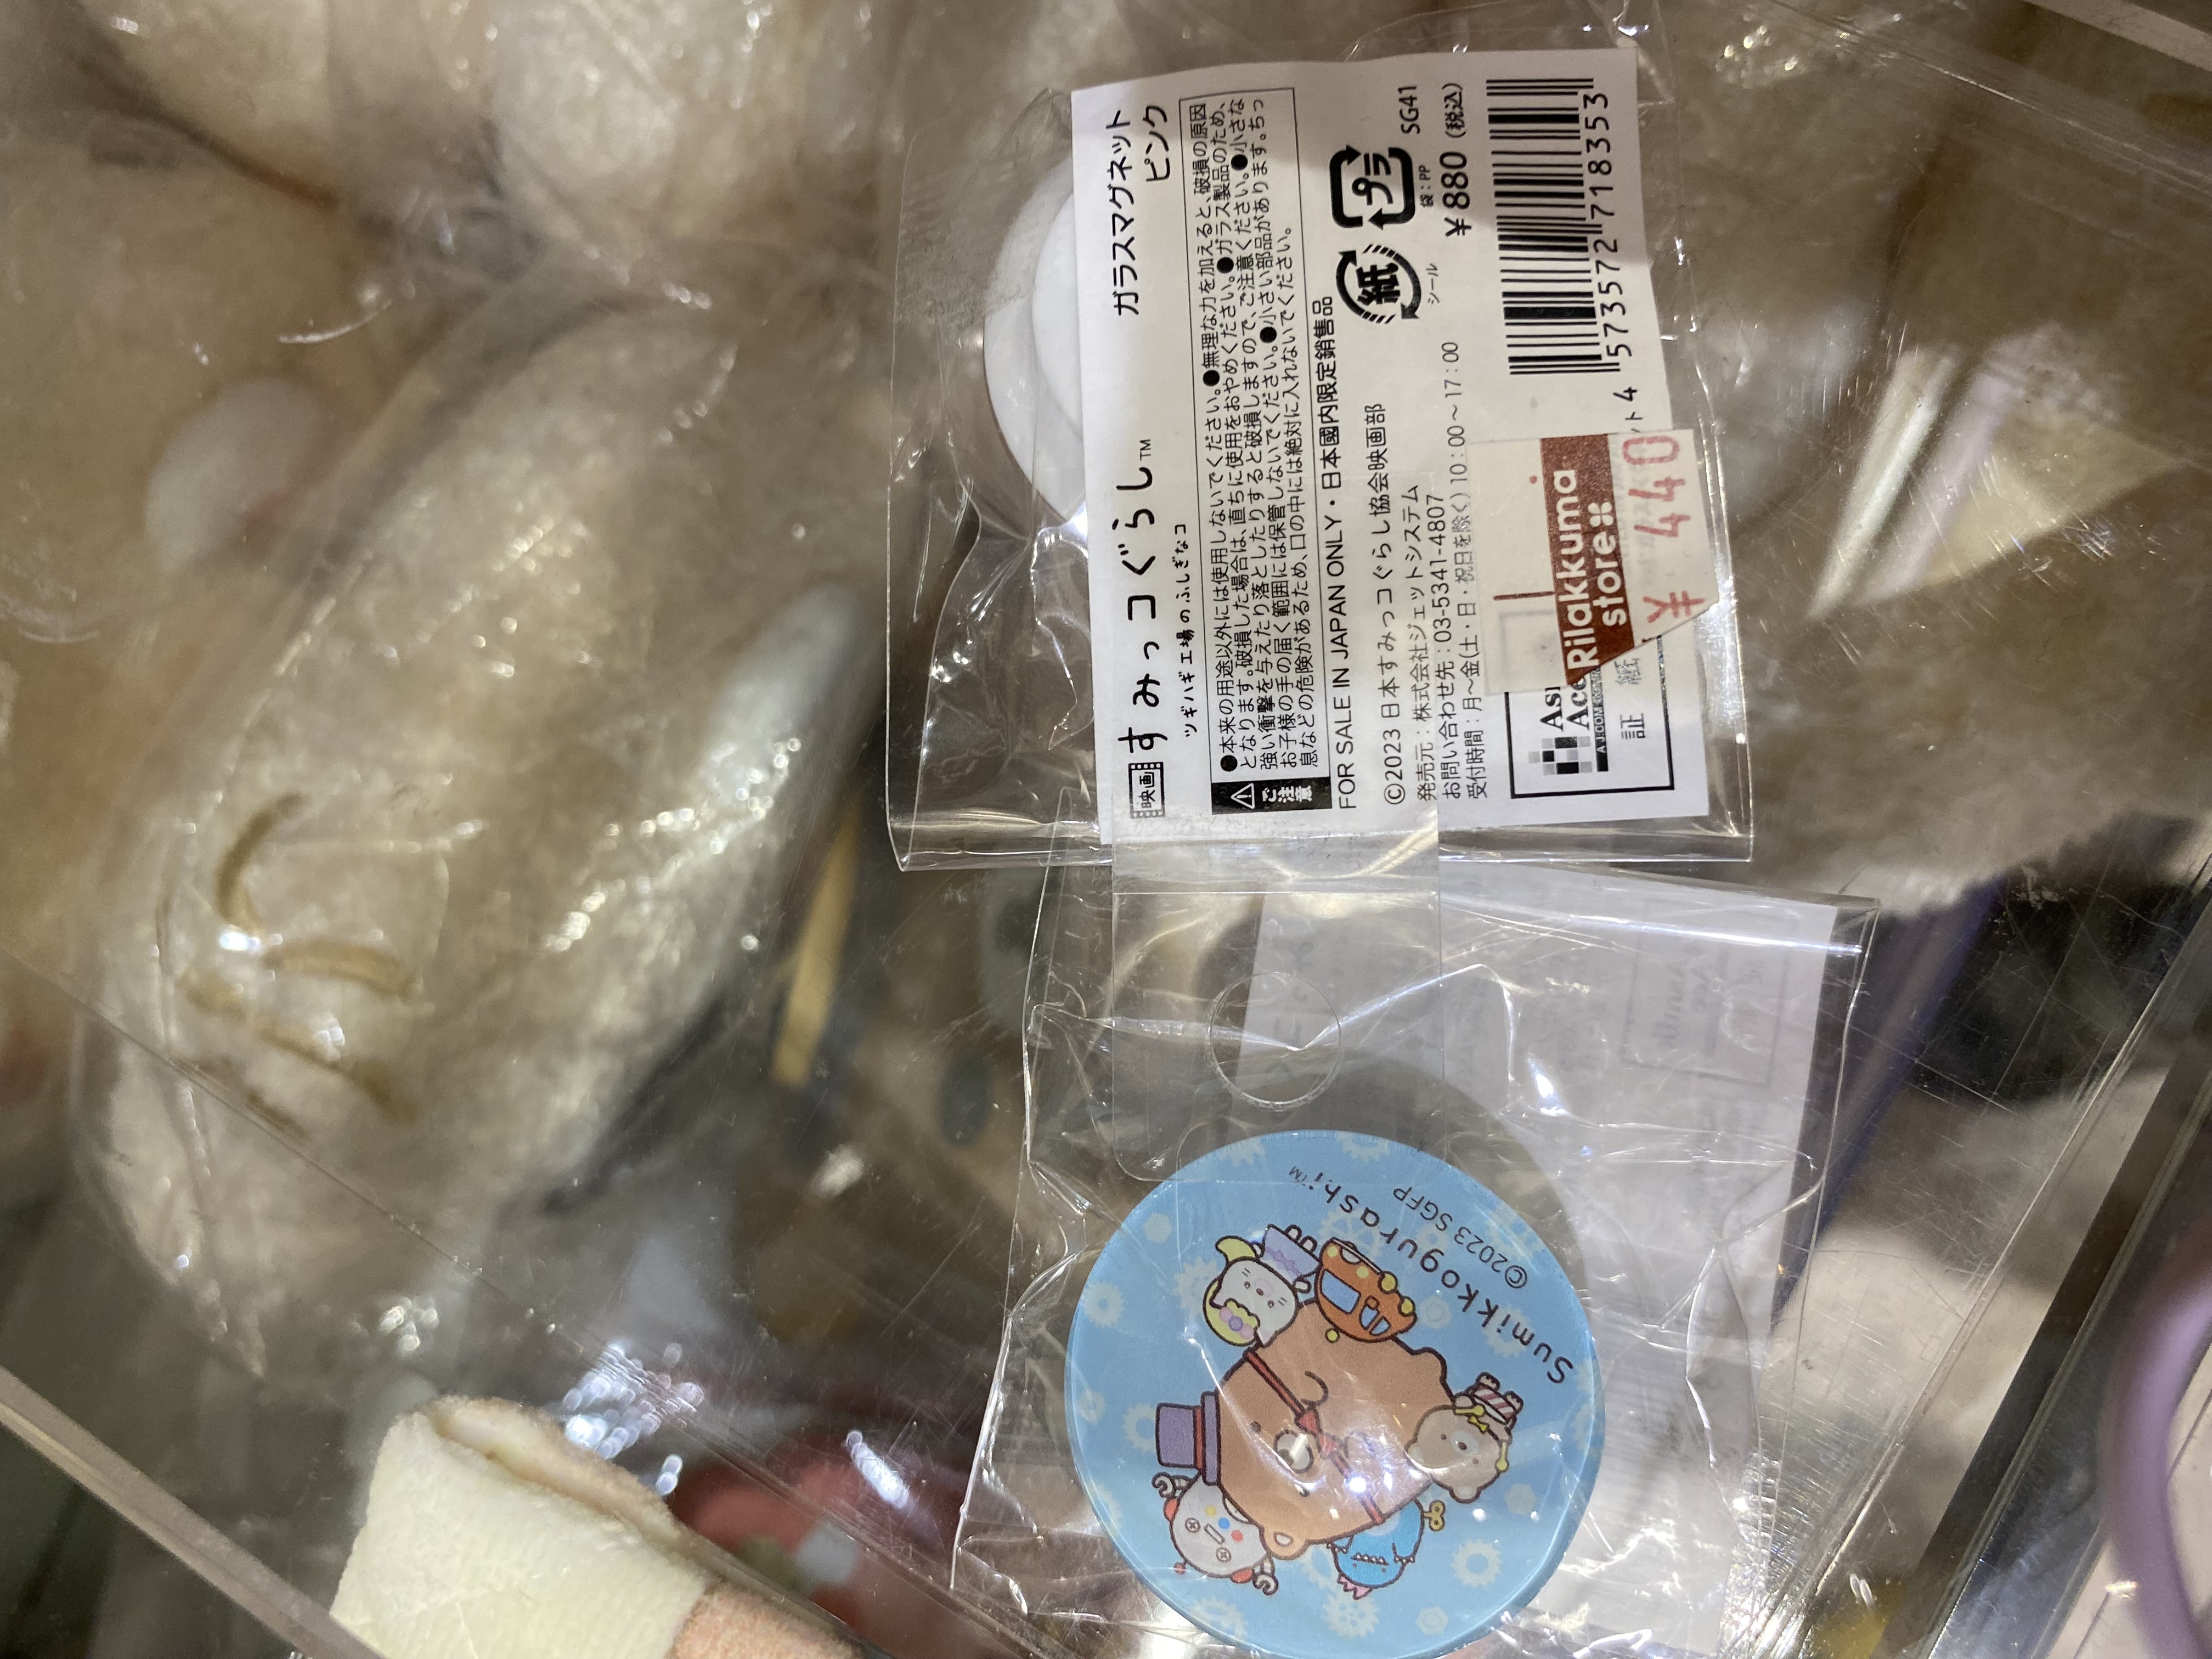 映画 すみっコぐらし™
ツギハギ工場のふしぎなコ
ガラスマグネット
ピンク
ご注意
●本来の用途以外には使用しないでください。●無理な力を加えると、破損の原因
となります。破損した場合は、直ちに使用をおやめください。●ガラス製品のため、
強い衝撃を与えたり落としたりすると破損しますので、ご注意ください。●小さな
お子様の手の届く範囲には保管しないでください。●小さい部品があります。ちっ
息などの危険があるため、口の中には絶対に入れないでください。
FOR SALE IN JAPAN ONLY・日本國内限定銷售品
©2023 日本すみっコぐらし協会映画部
発売元：株式会社ジェットシステム
お問い合わせ先：03-5341-4807
受付時間：月～金(土・日・祝日を除く) 10：00～17：00
紙
シール
プラ
袋：PP
SG41
¥880（税込）
4 573572 718353
証 紙
Rilakkuma
store
¥ 440
Sumikkogurashi™
©2023 SGFP